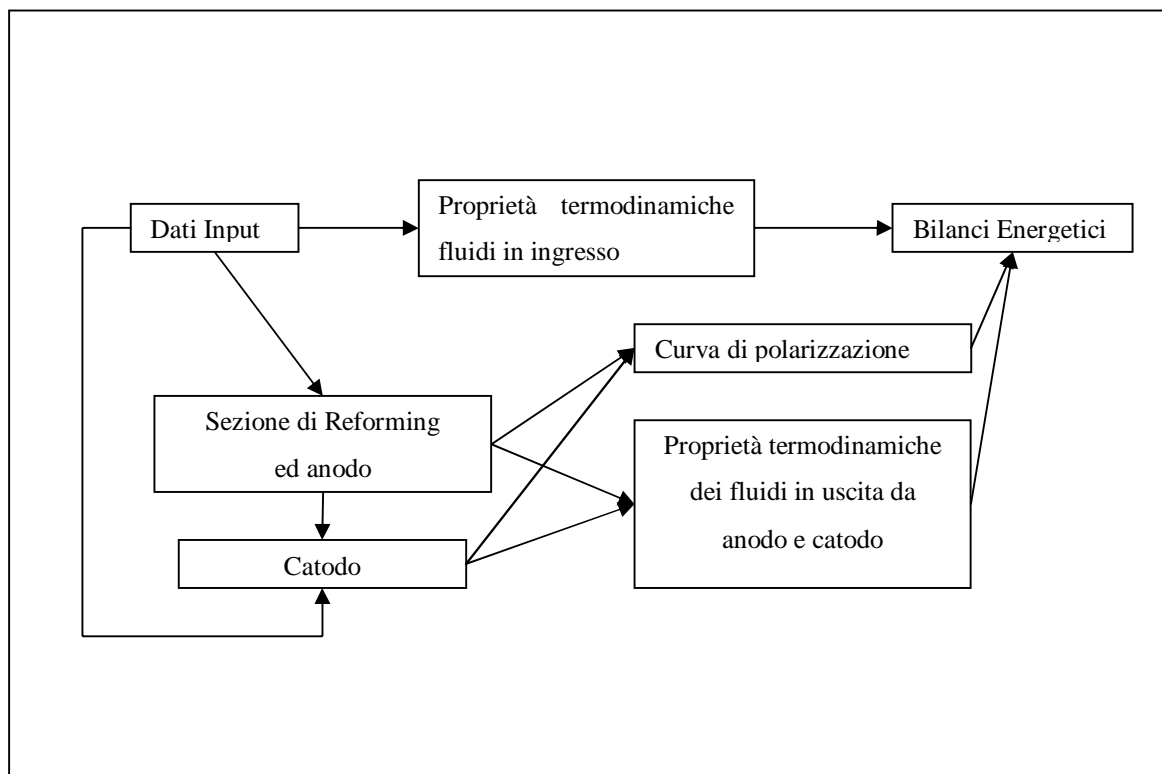 Dati Input
Proprietà termodinamiche
fluidi in ingresso
Bilanci Energetici
Curva di polarizzazione
Sezione di Reforming
ed anodo
Proprietà termodinamiche
dei fluidi in uscita da
anodo e catodo
Catodo